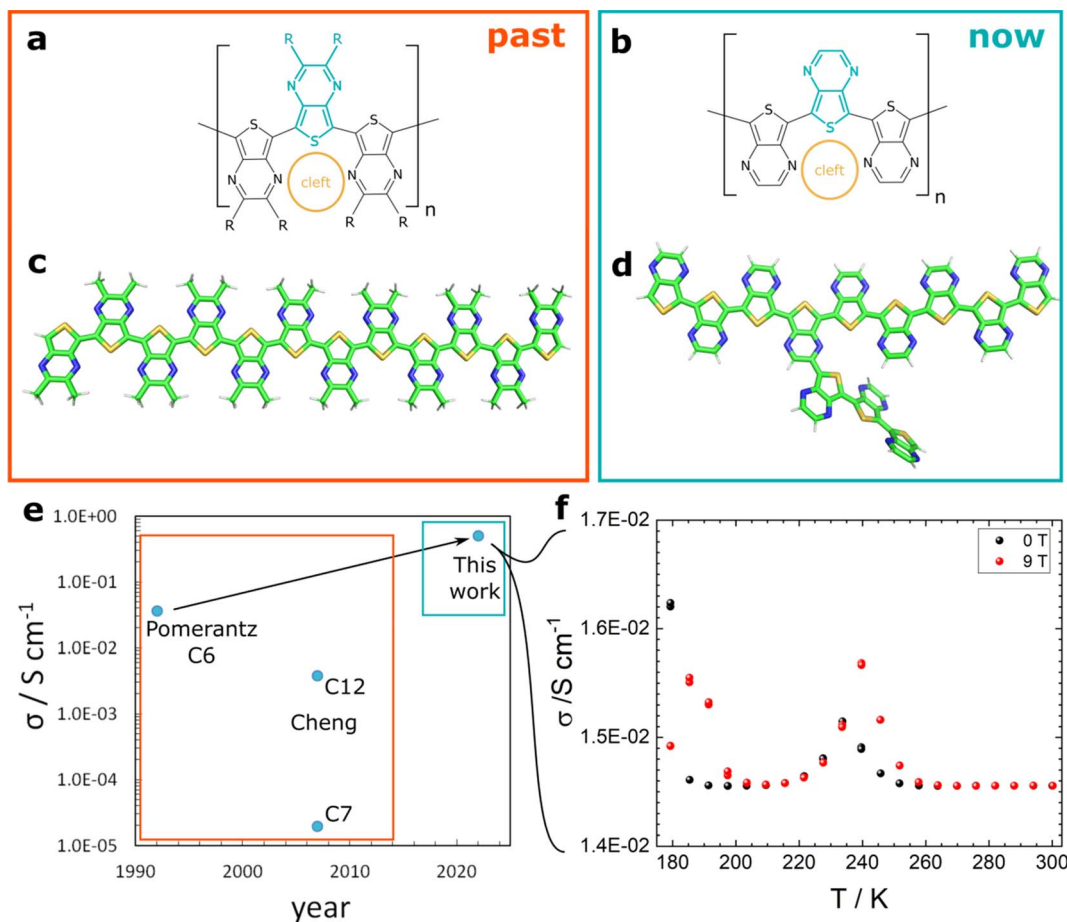 a
past
R
R
N
N
S
S
S
N
N
N
N
cleft
R
R
R
R
n
b
now
N
N
S
S
S
N
N
N
N
cleft
n
c
d
e
1.0E+00
1.0E-01
1.0E-02
1.0E-03
1.0E-04
1.0E-05
σ / S cm-1
Pomerantz
C6
C12
Cheng
C7
This
work
1990
2000
2010
2020
year
f
1.7E-02
1.6E-02
1.5E-02
1.4E-02
σ /S cm-1
0 T
9 T
180
200
220
240
260
280
300
T / K